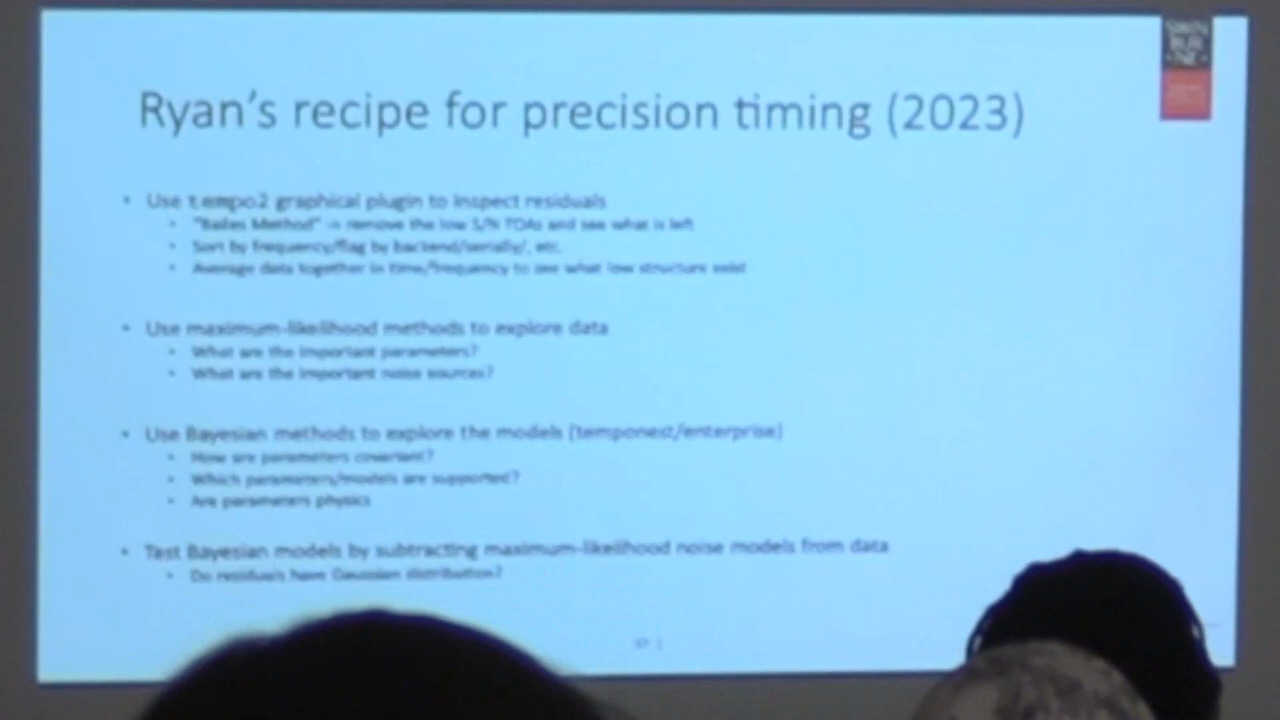 SWIN
BUR
NE
Ryan's recipe for precision timing (2023)
• Use tempo2 graphical plugin to inspect residuals
• "Bailes Method" -> remove the low S/N TOAs and see what is left
• Sort by frequency/flag by backend/serially/, etc.
• Average data together in time/frequency to see what low structure exist
• Use maximum-likelihood methods to explore data
• What are the important parameters?
• What are the important noise sources?
• Use Bayesian methods to explore the models (temponest/enterprise)
• How are parameters covariant?
• Which parameters/models are supported?
• Are parameters physics
• Test Bayesian models by subtracting maximum-likelihood noise models from data
• Do residuals have Gaussian distribution?